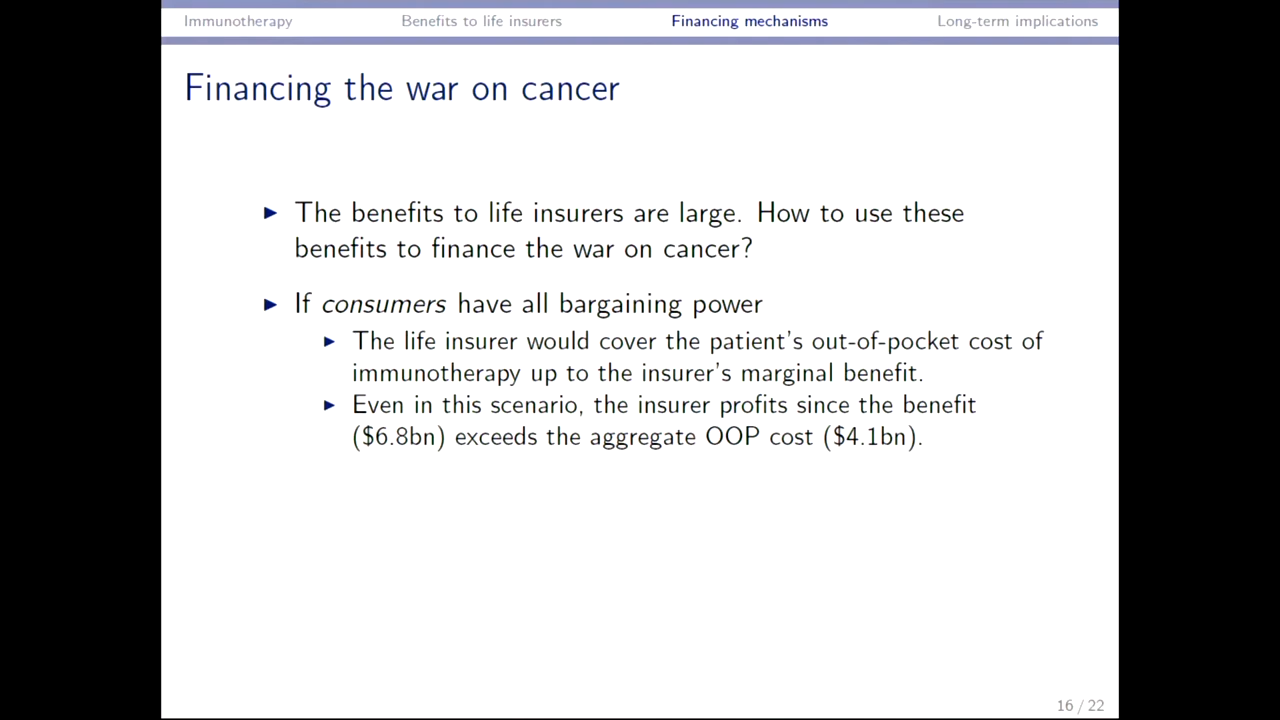 Immunotherapy Benefits to life insurers Financing mechanisms Long-term implications
Financing the war on cancer
▶ The benefits to life insurers are large. How to use these
benefits to finance the war on cancer?
▶ If consumers have all bargaining power
▶ The life insurer would cover the patient's out-of-pocket cost of
immunotherapy up to the insurer's marginal benefit.
▶ Even in this scenario, the insurer profits since the benefit
($6.8bn) exceeds the aggregate OOP cost ($4.1bn).
16 / 22